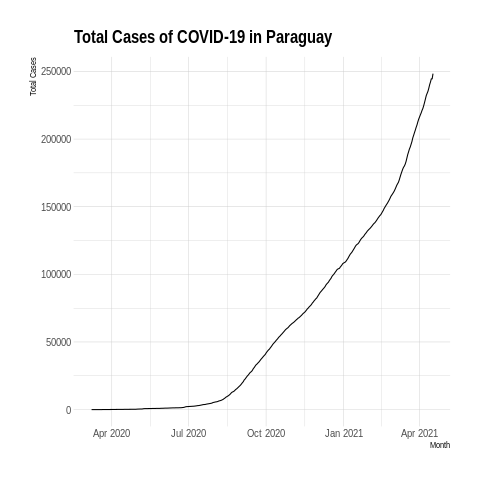 Total Cases of COVID-19 in Paraguay
Total Cases
250000
200000
150000
100000
50000
0
Apr 2020
Jul 2020
Oct 2020
Jan 2021
Apr 2021
Month